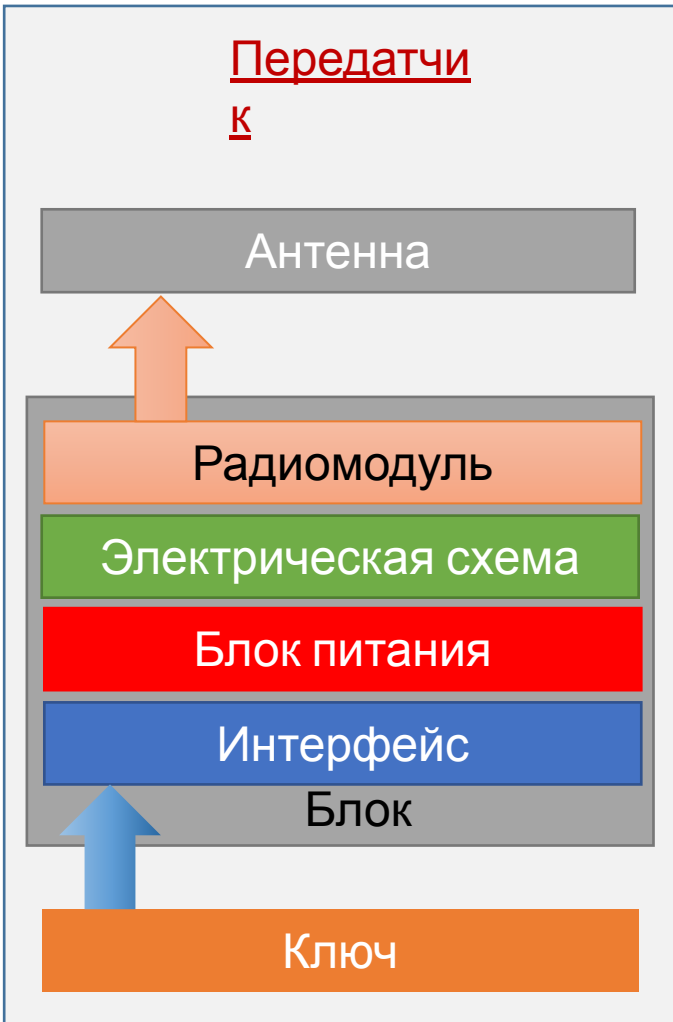 Передатчи
к
Антенна
Радиомодуль
Электрическая схема
Блок питания
Интерфейс
Блок
Ключ